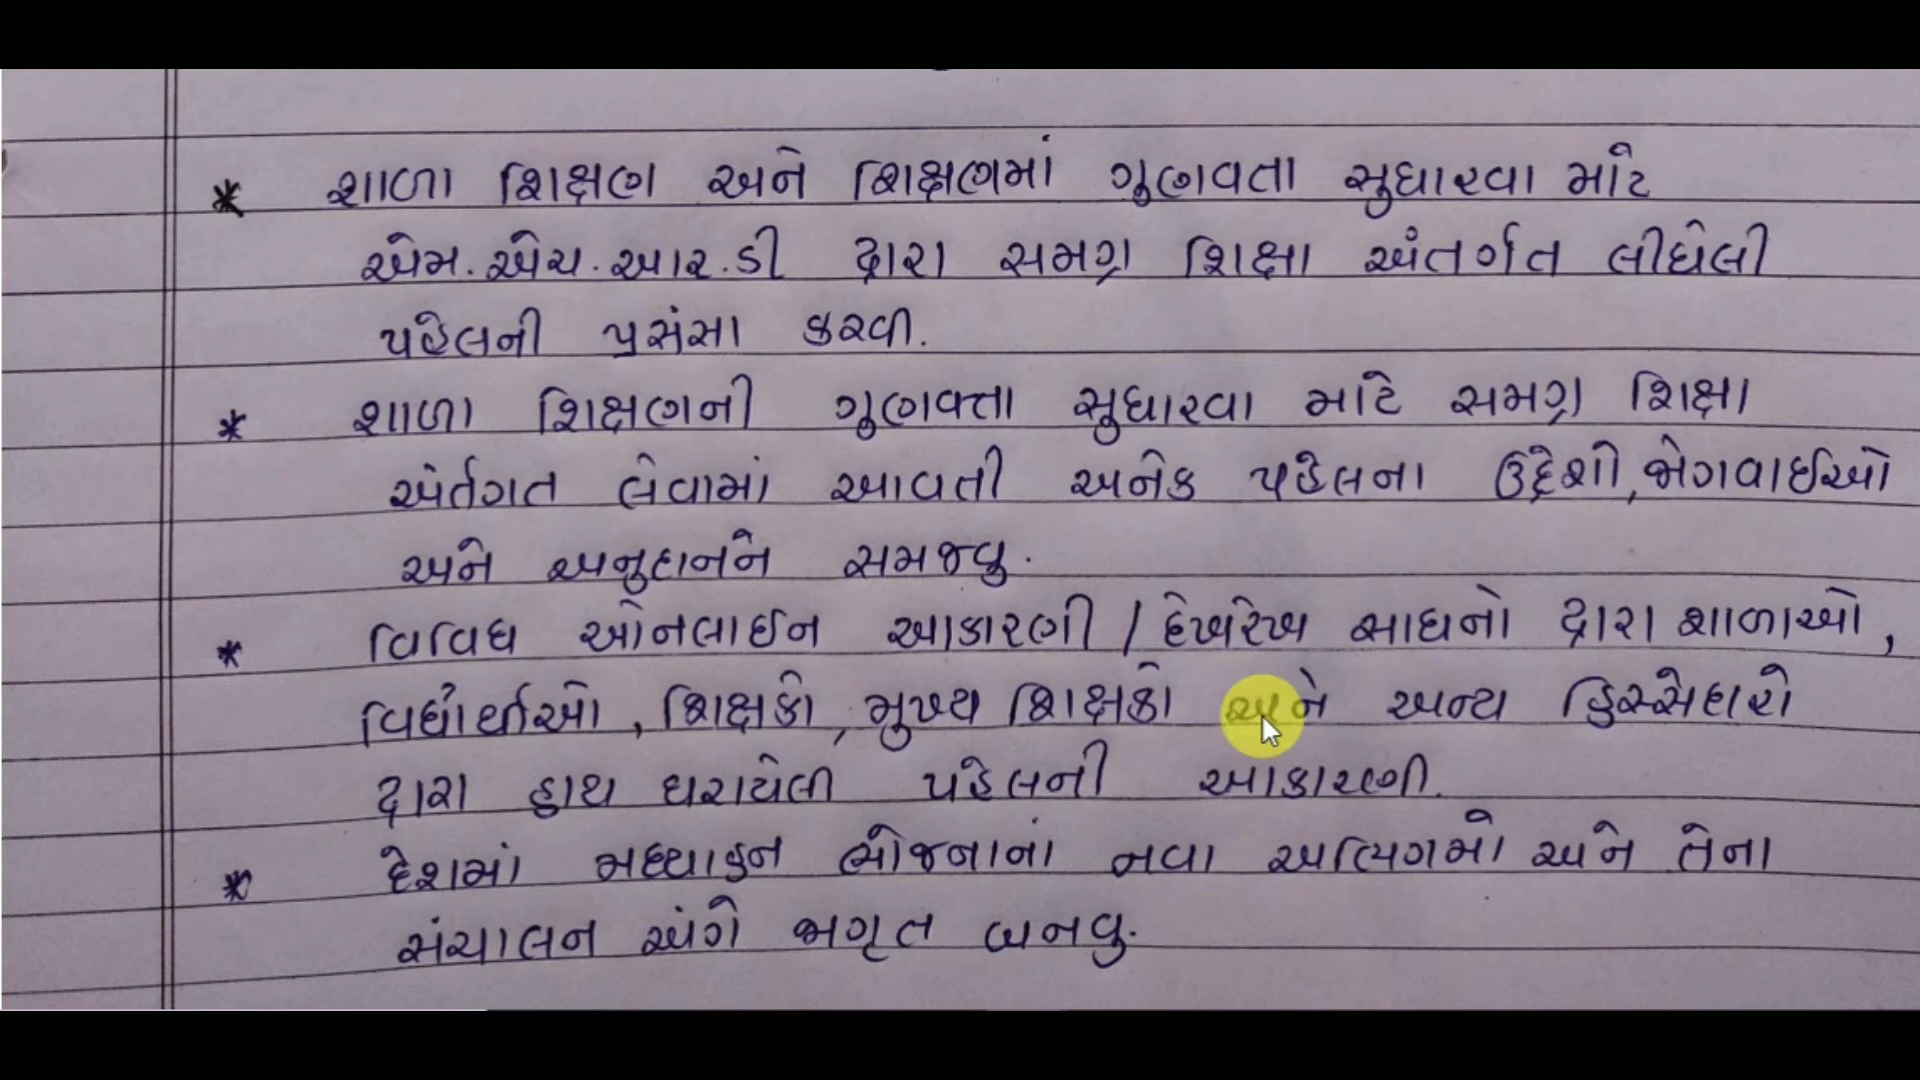 * શાળા શિક્ષણ અને શિક્ષણમાં ગુણવતા સુધારવા માટે
એમ.એચ.આર.ડી દ્વારા સમગ્ર શિક્ષા અંતર્ગત લીધેલી
પહેલની પ્રસંસા કરવી.
* શાળા શિક્ષણની ગુણવત્તા સુધારવા માટે સમગ્ર શિક્ષા
અંર્તગત લેવામાં આવતી અનેક પહેલના ઉદ્દેશો, જોગવાઈઓ
અને અનુદાનને સમજવુ.
* વિવિધ ઓનલાઈન આકારણી / દેખરેખ સાધનો દ્વારા શાળાઓ,
વિદ્યાર્થીઓ, શિક્ષકો, મુખ્ય શિક્ષકો અને અન્ય હિસ્સેદારો
દ્વારા હાથ ધરાયેલી પહેલની આકારણી.
* દેશમાં મધ્યાહન ભોજનાનાં નવા અભિગમો અને તેના
સંચાલન અંગે જાગૃત બનવુ.